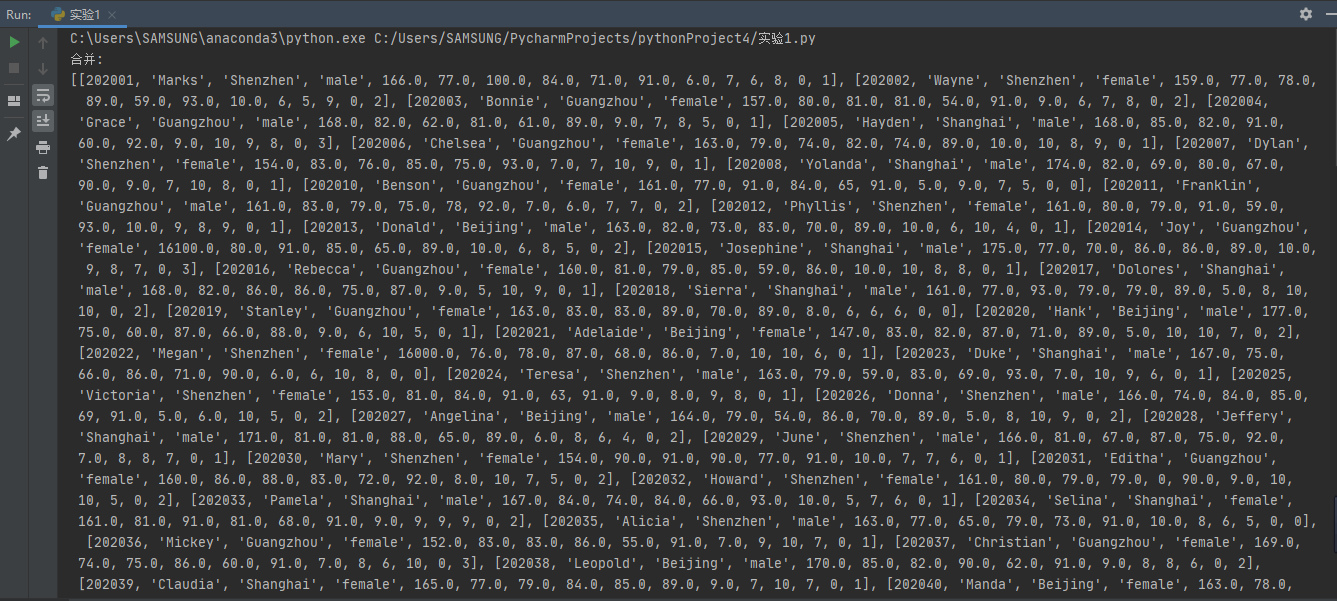 Run: 实验1
C:\Users\SAMSUNG\anaconda3\python.exe C:/Users/SAMSUNG/PycharmProjects/pythonProject4/实验1.py
合并:
[[202001, 'Marks', 'Shenzhen', 'male', 166.0, 77.0, 100.0, 84.0, 71.0, 91.0, 6.0, 7, 6, 8, 0, 1], [202002, 'Wayne', 'Shenzhen', 'female', 159.0, 77.0, 78.0,
89.0, 59.0, 93.0, 10.0, 6, 5, 9, 0, 2], [202003, 'Bonnie', 'Guangzhou', 'female', 157.0, 80.0, 81.0, 81.0, 54.0, 91.0, 9.0, 6, 7, 8, 0, 2], [202004,
'Grace', 'Guangzhou', 'male', 168.0, 82.0, 62.0, 81.0, 61.0, 89.0, 9.0, 7, 8, 5, 0, 1], [202005, 'Hayden', 'Shanghai', 'male', 168.0, 85.0, 82.0, 91.0,
60.0, 92.0, 9.0, 10, 9, 8, 0, 3], [202006, 'Chelsea', 'Guangzhou', 'female', 163.0, 79.0, 74.0, 82.0, 74.0, 89.0, 10.0, 10, 8, 9, 0, 1], [202007, 'Dylan',
'Shenzhen', 'female', 154.0, 83.0, 76.0, 85.0, 75.0, 93.0, 7.0, 7, 10, 9, 0, 1], [202008, 'Yolanda', 'Shanghai', 'male', 174.0, 82.0, 69.0, 80.0, 67.0,
90.0, 9.0, 7, 10, 8, 0, 1], [202010, 'Benson', 'Guangzhou', 'female', 161.0, 77.0, 91.0, 84.0, 65, 91.0, 5.0, 9.0, 7, 5, 0, 0], [202011, 'Franklin',
'Guangzhou', 'male', 161.0, 83.0, 79.0, 75.0, 78, 92.0, 7.0, 6.0, 7, 7, 0, 2], [202012, 'Phyllis', 'Shenzhen', 'female', 161.0, 80.0, 79.0, 91.0, 59.0,
93.0, 10.0, 9, 8, 9, 0, 1], [202013, 'Donald', 'Beijing', 'male', 163.0, 82.0, 73.0, 83.0, 70.0, 89.0, 10.0, 6, 10, 4, 0, 1], [202014, 'Joy', 'Guangzhou',
'female', 16100.0, 80.0, 91.0, 85.0, 65.0, 89.0, 10.0, 6, 8, 5, 0, 2], [202015, 'Josephine', 'Shanghai', 'male', 175.0, 77.0, 70.0, 86.0, 86.0, 89.0, 10.0,
9, 8, 7, 0, 3], [202016, 'Rebecca', 'Guangzhou', 'female', 160.0, 81.0, 79.0, 85.0, 59.0, 86.0, 10.0, 10, 8, 8, 0, 1], [202017, 'Dolores', 'Shanghai',
'male', 168.0, 82.0, 86.0, 86.0, 75.0, 87.0, 9.0, 5, 10, 9, 0, 1], [202018, 'Sierra', 'Shanghai', 'male', 161.0, 77.0, 93.0, 79.0, 79.0, 89.0, 5.0, 8, 10,
10, 0, 2], [202019, 'Stanley', 'Guangzhou', 'female', 163.0, 83.0, 83.0, 89.0, 70.0, 89.0, 8.0, 6, 6, 6, 0, 0], [202020, 'Hank', 'Beijing', 'male', 177.0,
75.0, 60.0, 87.0, 66.0, 88.0, 9.0, 6, 10, 5, 0, 1], [202021, 'Adelaide', 'Beijing', 'female', 147.0, 83.0, 82.0, 87.0, 71.0, 89.0, 5.0, 10, 10, 7, 0, 2],
[202022, 'Megan', 'Shenzhen', 'female', 16000.0, 76.0, 78.0, 87.0, 68.0, 86.0, 7.0, 10, 10, 6, 0, 1], [202023, 'Duke', 'Shanghai', 'male', 167.0, 75.0,
66.0, 86.0, 71.0, 90.0, 6.0, 6, 10, 8, 0, 0], [202024, 'Teresa', 'Shenzhen', 'male', 163.0, 79.0, 59.0, 83.0, 69.0, 93.0, 7.0, 10, 9, 6, 0, 1], [202025,
'Victoria', 'Shenzhen', 'female', 153.0, 81.0, 84.0, 91.0, 63, 91.0, 9.0, 8.0, 9, 8, 0, 1], [202026, 'Donna', 'Shenzhen', 'male', 166.0, 74.0, 84.0, 85.0,
69, 91.0, 5.0, 6.0, 10, 5, 0, 2], [202027, 'Angelina', 'Beijing', 'male', 164.0, 79.0, 54.0, 86.0, 70.0, 89.0, 5.0, 8, 10, 9, 0, 2], [202028, 'Jeffery',
'Shanghai', 'male', 171.0, 81.0, 81.0, 88.0, 65.0, 89.0, 6.0, 8, 6, 4, 0, 2], [202029, 'June', 'Shenzhen', 'male', 166.0, 81.0, 67.0, 87.0, 75.0, 92.0,
7.0, 8, 8, 7, 0, 1], [202030, 'Mary', 'Shenzhen', 'female', 154.0, 90.0, 91.0, 90.0, 77.0, 91.0, 10.0, 7, 7, 6, 0, 1], [202031, 'Editha', 'Guangzhou',
'female', 160.0, 86.0, 88.0, 83.0, 72.0, 92.0, 8.0, 10, 7, 5, 0, 2], [202032, 'Howard', 'Shenzhen', 'female', 161.0, 80.0, 79.0, 79.0, 0, 90.0, 9.0, 10,
10, 5, 0, 2], [202033, 'Pamela', 'Shanghai', 'male', 167.0, 84.0, 74.0, 84.0, 66.0, 93.0, 10.0, 5, 7, 6, 0, 1], [202034, 'Selina', 'Shanghai', 'female',
161.0, 81.0, 91.0, 81.0, 68.0, 91.0, 9.0, 9, 9, 9, 0, 2], [202035, 'Alicia', 'Shenzhen', 'male', 163.0, 77.0, 65.0, 79.0, 73.0, 91.0, 10.0, 8, 6, 5, 0, 0],
[202036, 'Mickey', 'Guangzhou', 'female', 152.0, 83.0, 83.0, 86.0, 55.0, 91.0, 7.0, 9, 10, 7, 0, 1], [202037, 'Christian', 'Guangzhou', 'female', 169.0,
74.0, 75.0, 86.0, 60.0, 91.0, 7.0, 8, 6, 10, 0, 3], [202038, 'Leopold', 'Beijing', 'male', 170.0, 85.0, 82.0, 90.0, 62.0, 91.0, 9.0, 8, 8, 6, 0, 2],
[202039, 'Claudia', 'Shanghai', 'female', 165.0, 77.0, 79.0, 84.0, 85.0, 89.0, 9.0, 7, 10, 7, 0, 1], [202040, 'Manda', 'Beijing', 'female', 163.0, 78.0,